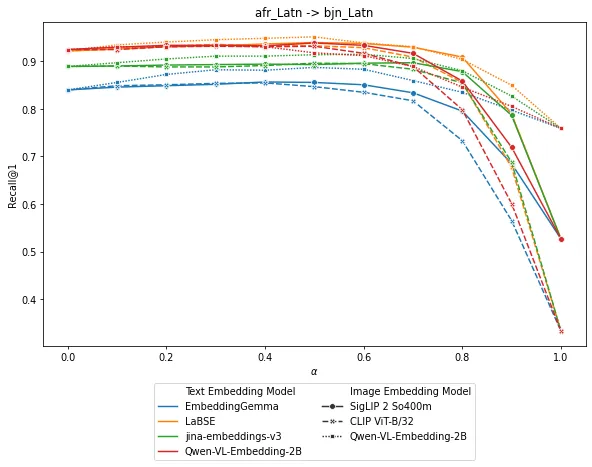 afr_Latn -> bjn_Latn
Recall@1
0.9
0.8
0.7
0.6
0.5
0.4
0.0 0.2 0.4 0.6 0.8 1.0
α
Text Embedding Model
EmbeddingGemma
LaBSE
jina-embeddings-v3
Qwen-VL-Embedding-2B
Image Embedding Model
SigLIP 2 So400m
CLIP ViT-B/32
Qwen-VL-Embedding-2B